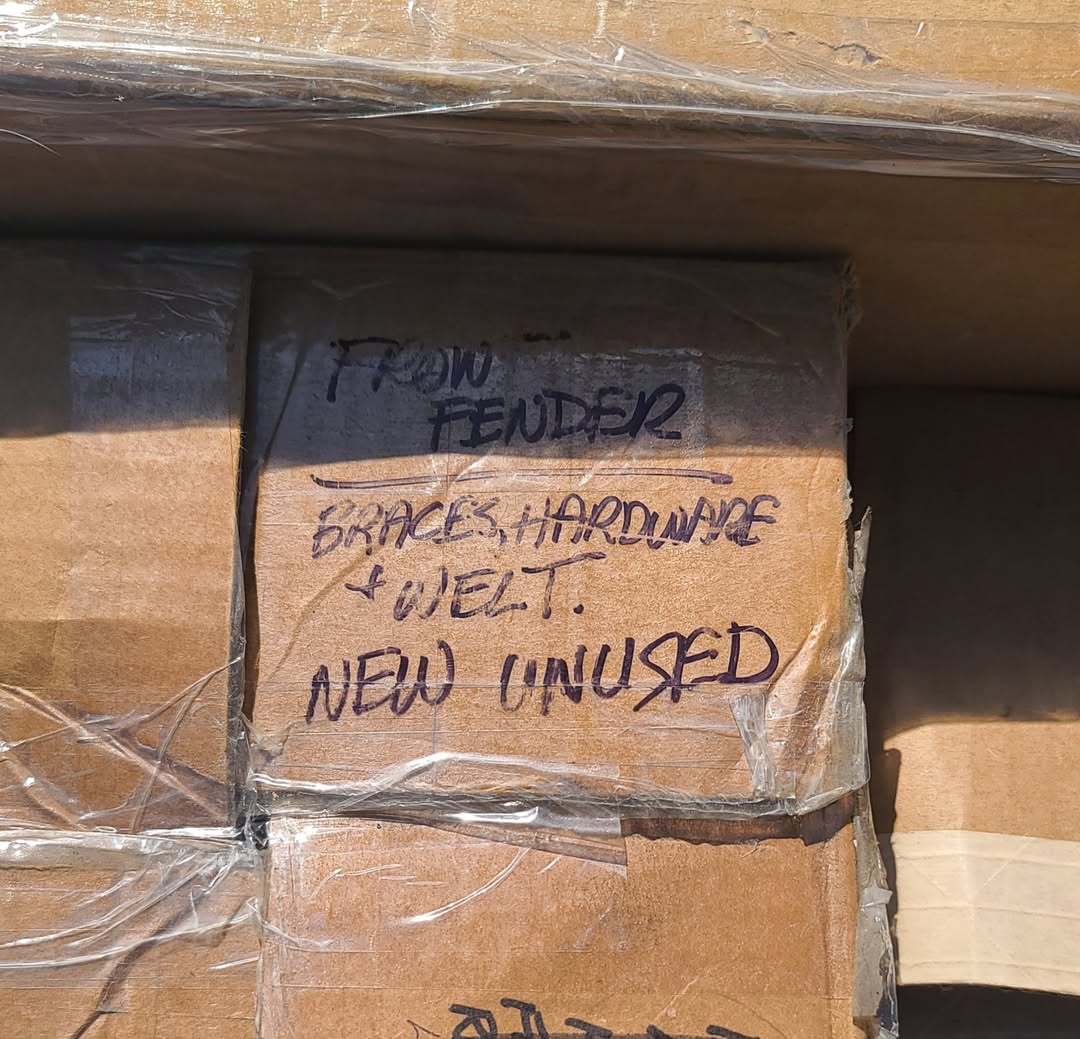 FRONT
FENDER
BRACES, HARDWARE
+ WELT.
NEW UNUSED